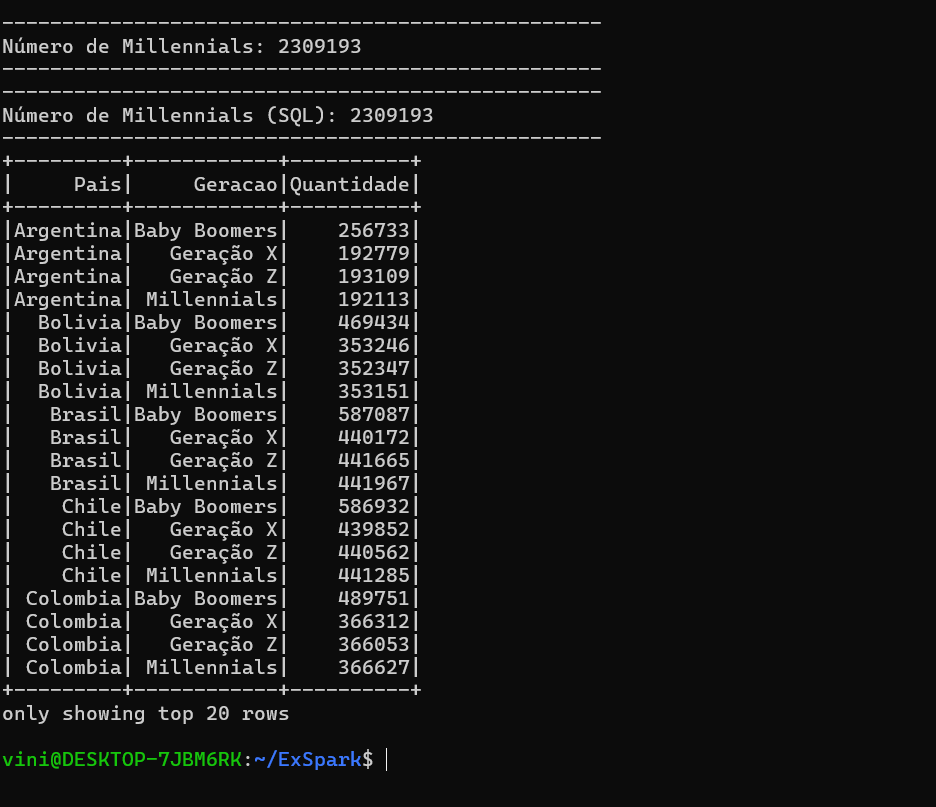 --------------------------------------------------
Número de Millennials: 2309193
--------------------------------------------------
--------------------------------------------------
Número de Millennials (SQL): 2309193
--------------------------------------------------
+---------+------------+----------+
|     Pais|     Geracao|Quantidade|
+---------+------------+----------+
|Argentina|Baby Boomers|    256733|
|Argentina|   Geração X|    192779|
|Argentina|   Geração Z|    193109|
|Argentina| Millennials|    192113|
|  Bolivia|Baby Boomers|    469434|
|  Bolivia|   Geração X|    353246|
|  Bolivia|   Geração Z|    352347|
|  Bolivia| Millennials|    353151|
|   Brasil|Baby Boomers|    587087|
|   Brasil|   Geração X|    440172|
|   Brasil|   Geração Z|    441665|
|   Brasil| Millennials|    441967|
|    Chile|Baby Boomers|    586932|
|    Chile|   Geração X|    439852|
|    Chile|   Geração Z|    440562|
|    Chile| Millennials|    441285|
| Colombia|Baby Boomers|    489751|
| Colombia|   Geração X|    366312|
| Colombia|   Geração Z|    366053|
| Colombia| Millennials|    366627|
+---------+------------+----------+
only showing top 20 rows
vini@DESKTOP-7JBM6RK:~/ExSpark$